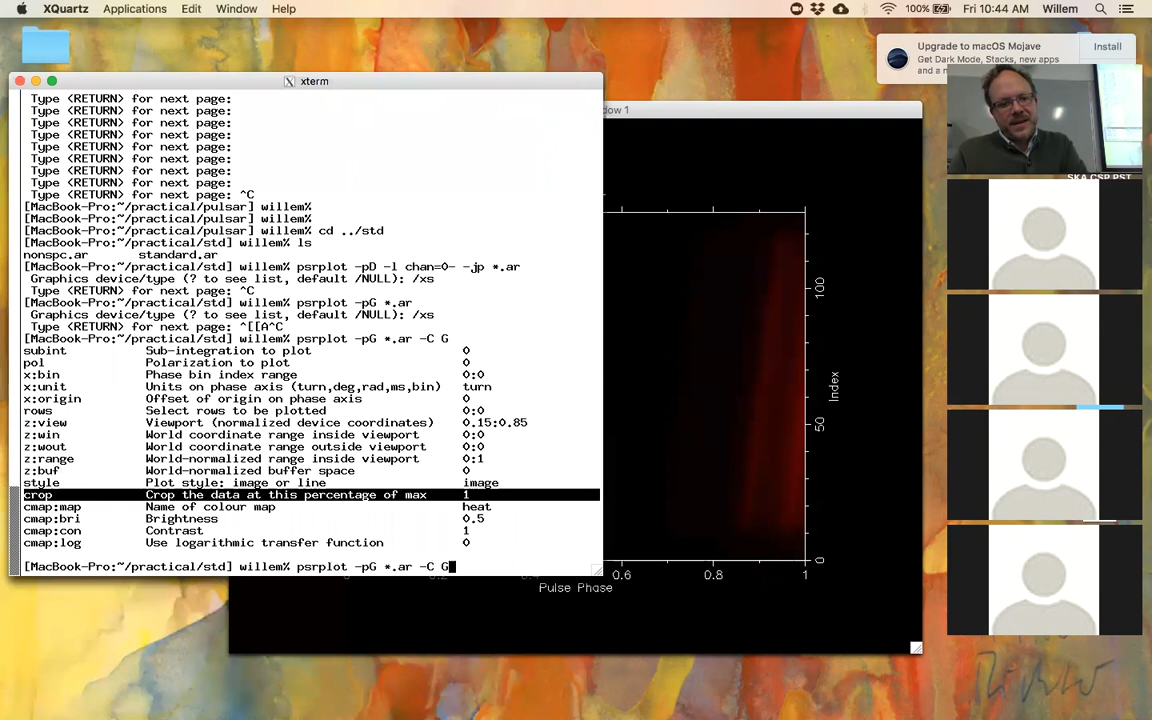 XQuartz Applications Edit Window Help 100% Fri 10:44 AM Willem
Upgrade to macOS Mojave
Get Dark Mode, Stacks, new apps
and a n
Install
xterm
dow 1
Type <RETURN> for next page:
Type <RETURN> for next page:
Type <RETURN> for next page:
Type <RETURN> for next page:
Type <RETURN> for next page:
Type <RETURN> for next page:
Type <RETURN> for next page:
Type <RETURN> for next page:
Type <RETURN> for next page: ^C
[MacBook-Pro:~/practical/pulsar] willem%
[MacBook-Pro:~/practical/pulsar] willem%
[MacBook-Pro:~/practical/pulsar] willem% cd ../std
[MacBook-Pro:~/practical/std] willem% ls
nonspc.ar standard.ar
[MacBook-Pro:~/practical/std] willem% psrplot -pD -l chan=0- -jp *.ar
Graphics device/type (? to see list, default /NULL): /xs
Type <RETURN> for next page: ^C
[MacBook-Pro:~/practical/std] willem% psrplot -pG *.ar
Graphics device/type (? to see list, default /NULL): /xs
Type <RETURN> for next page: ^[[A^C
[MacBook-Pro:~/practical/std] willem% psrplot -pG *.ar -C G
subint Sub-integration to plot 0
pol Polarization to plot 0
x:bin Phase bin index range 0:0
x:unit Units on phase axis (turn,deg,rad,ms,bin) turn
x:origin Offset of origin on phase axis 0
rows Select rows to be plotted 0:0
z:view Viewport (normalized device coordinates) 0.15:0.85
z:win World coordinate range inside viewport 0:0
z:wout World coordinate range outside viewport 0:0
z:range World-normalized range inside viewport 0:1
z:buf World-normalized buffer space 0
style Plot style: image or line image
crop Crop the data at this percentage of max 1
cmap:map Name of colour map heat
cmap:bri Brightness 0.5
cmap:con Contrast 1
cmap:log Use logarithmic transfer function 0
[MacBook-Pro:~/practical/std] willem% psrplot -pG *.ar -C G
100
50
0
Index
0.6 0.8 1
Pulse Phase
SKA CSP PST